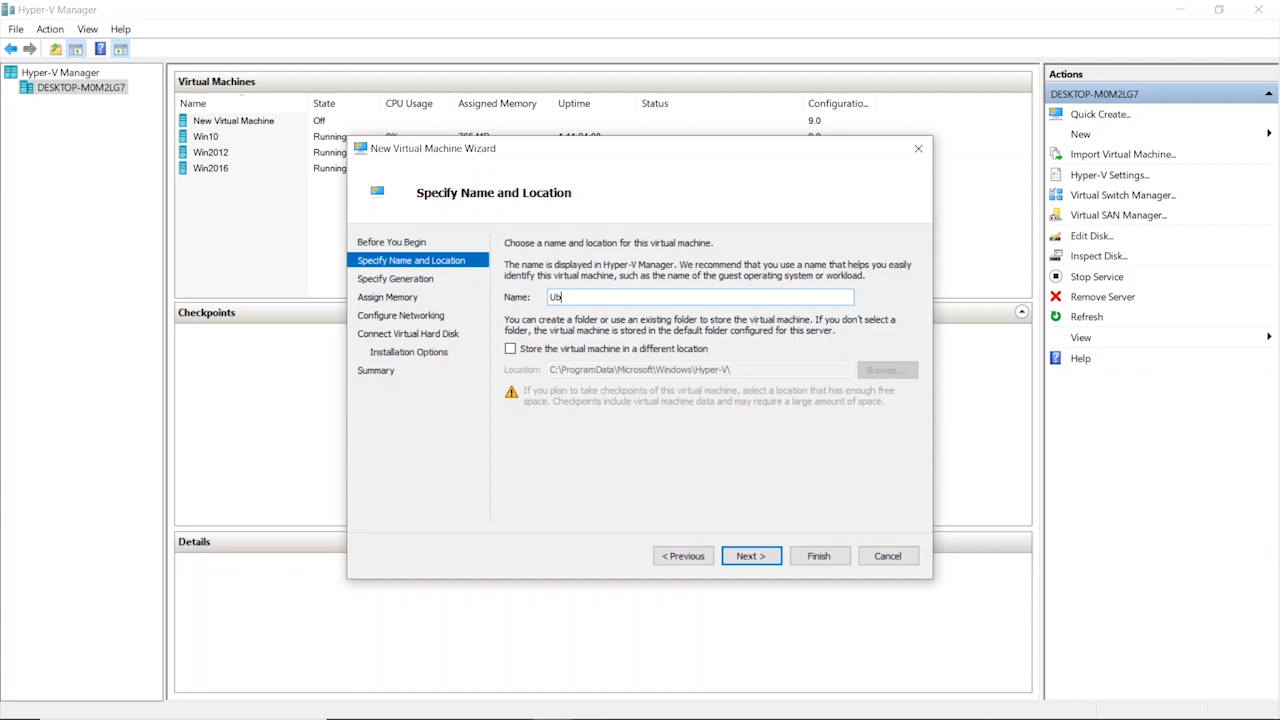 Hyper-V Manager
File Action View Help
Hyper-V Manager
DESKTOP-M0M2LG7
Virtual Machines
Name State CPU Usage Assigned Memory Uptime Status Configuratio...
New Virtual Machine Off 9.0
Win10 Running
Win2012 Running
Win2016 Running
New Virtual Machine Wizard
Specify Name and Location
Before You Begin
Specify Name and Location
Specify Generation
Assign Memory
Configure Networking
Connect Virtual Hard Disk
Installation Options
Summary
Choose a name and location for this virtual machine.
The name is displayed in Hyper-V Manager. We recommend that you use a name that helps you easily
identify this virtual machine, such as the name of the guest operating system or workload.
Name: Ub
You can create a folder or use an existing folder to store the virtual machine. If you don't select a
folder, the virtual machine is stored in the default folder configured for this server.
Store the virtual machine in a different location
Location: C:\ProgramData\Microsoft\Windows\Hyper-V\ Browse...
If you plan to take checkpoints of this virtual machine, select a location that has enough free
space. Checkpoints include virtual machine data and may require a large amount of space.
< Previous Next > Finish Cancel
Checkpoints
Details
Actions
DESKTOP-M0M2LG7
Quick Create...
New
Import Virtual Machine...
Hyper-V Settings...
Virtual Switch Manager...
Virtual SAN Manager...
Edit Disk...
Inspect Disk...
Stop Service
Remove Server
Refresh
View
Help